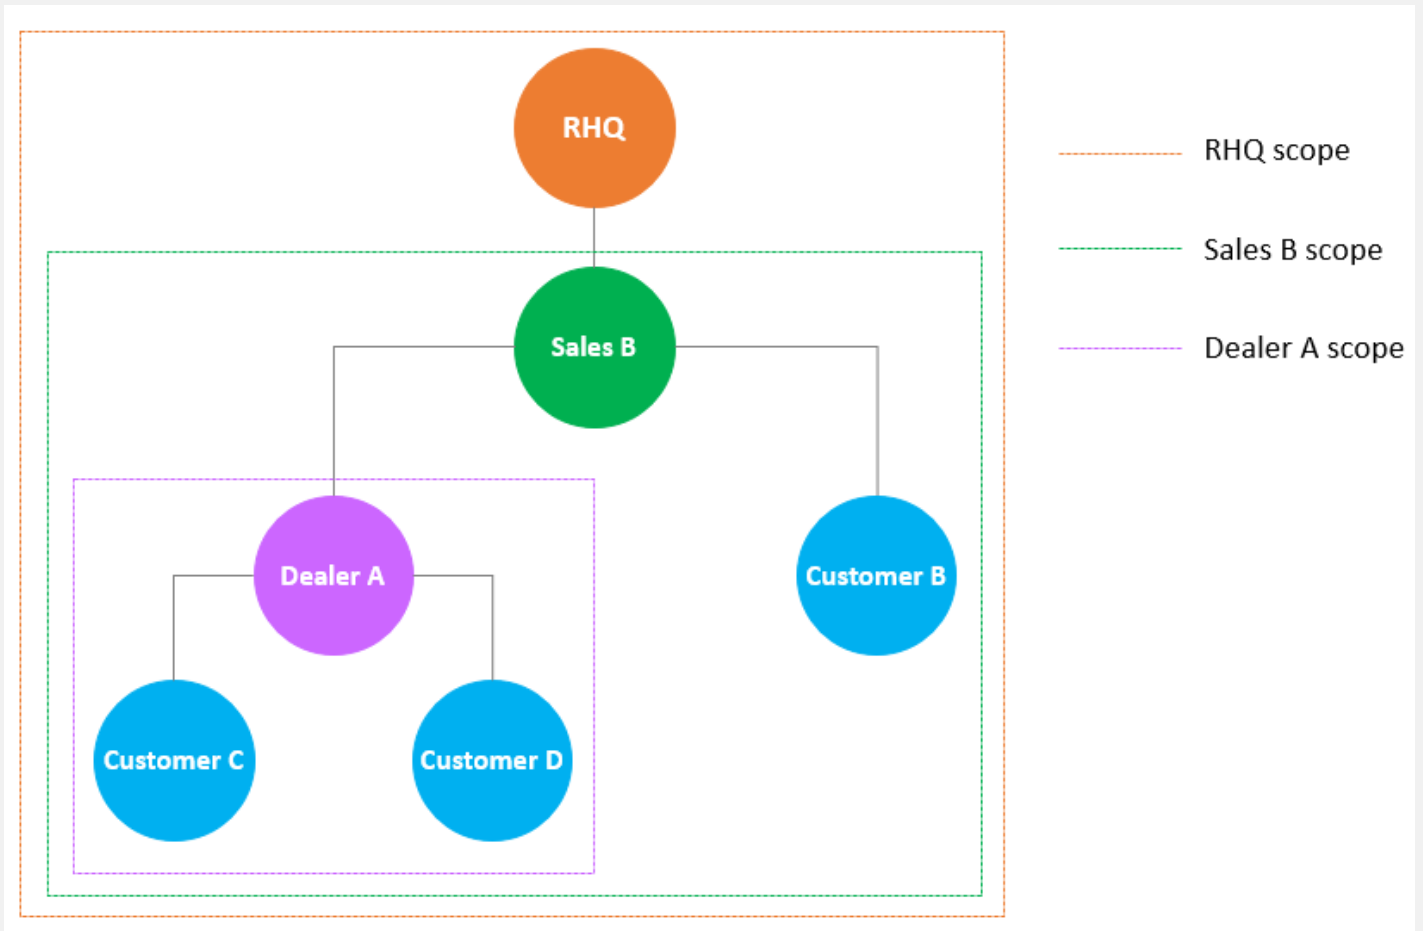 RHQ
RHQ scope
Sales B scope
Sales B
Dealer A scope
Dealer A
Customer B
Customer C
Customer D